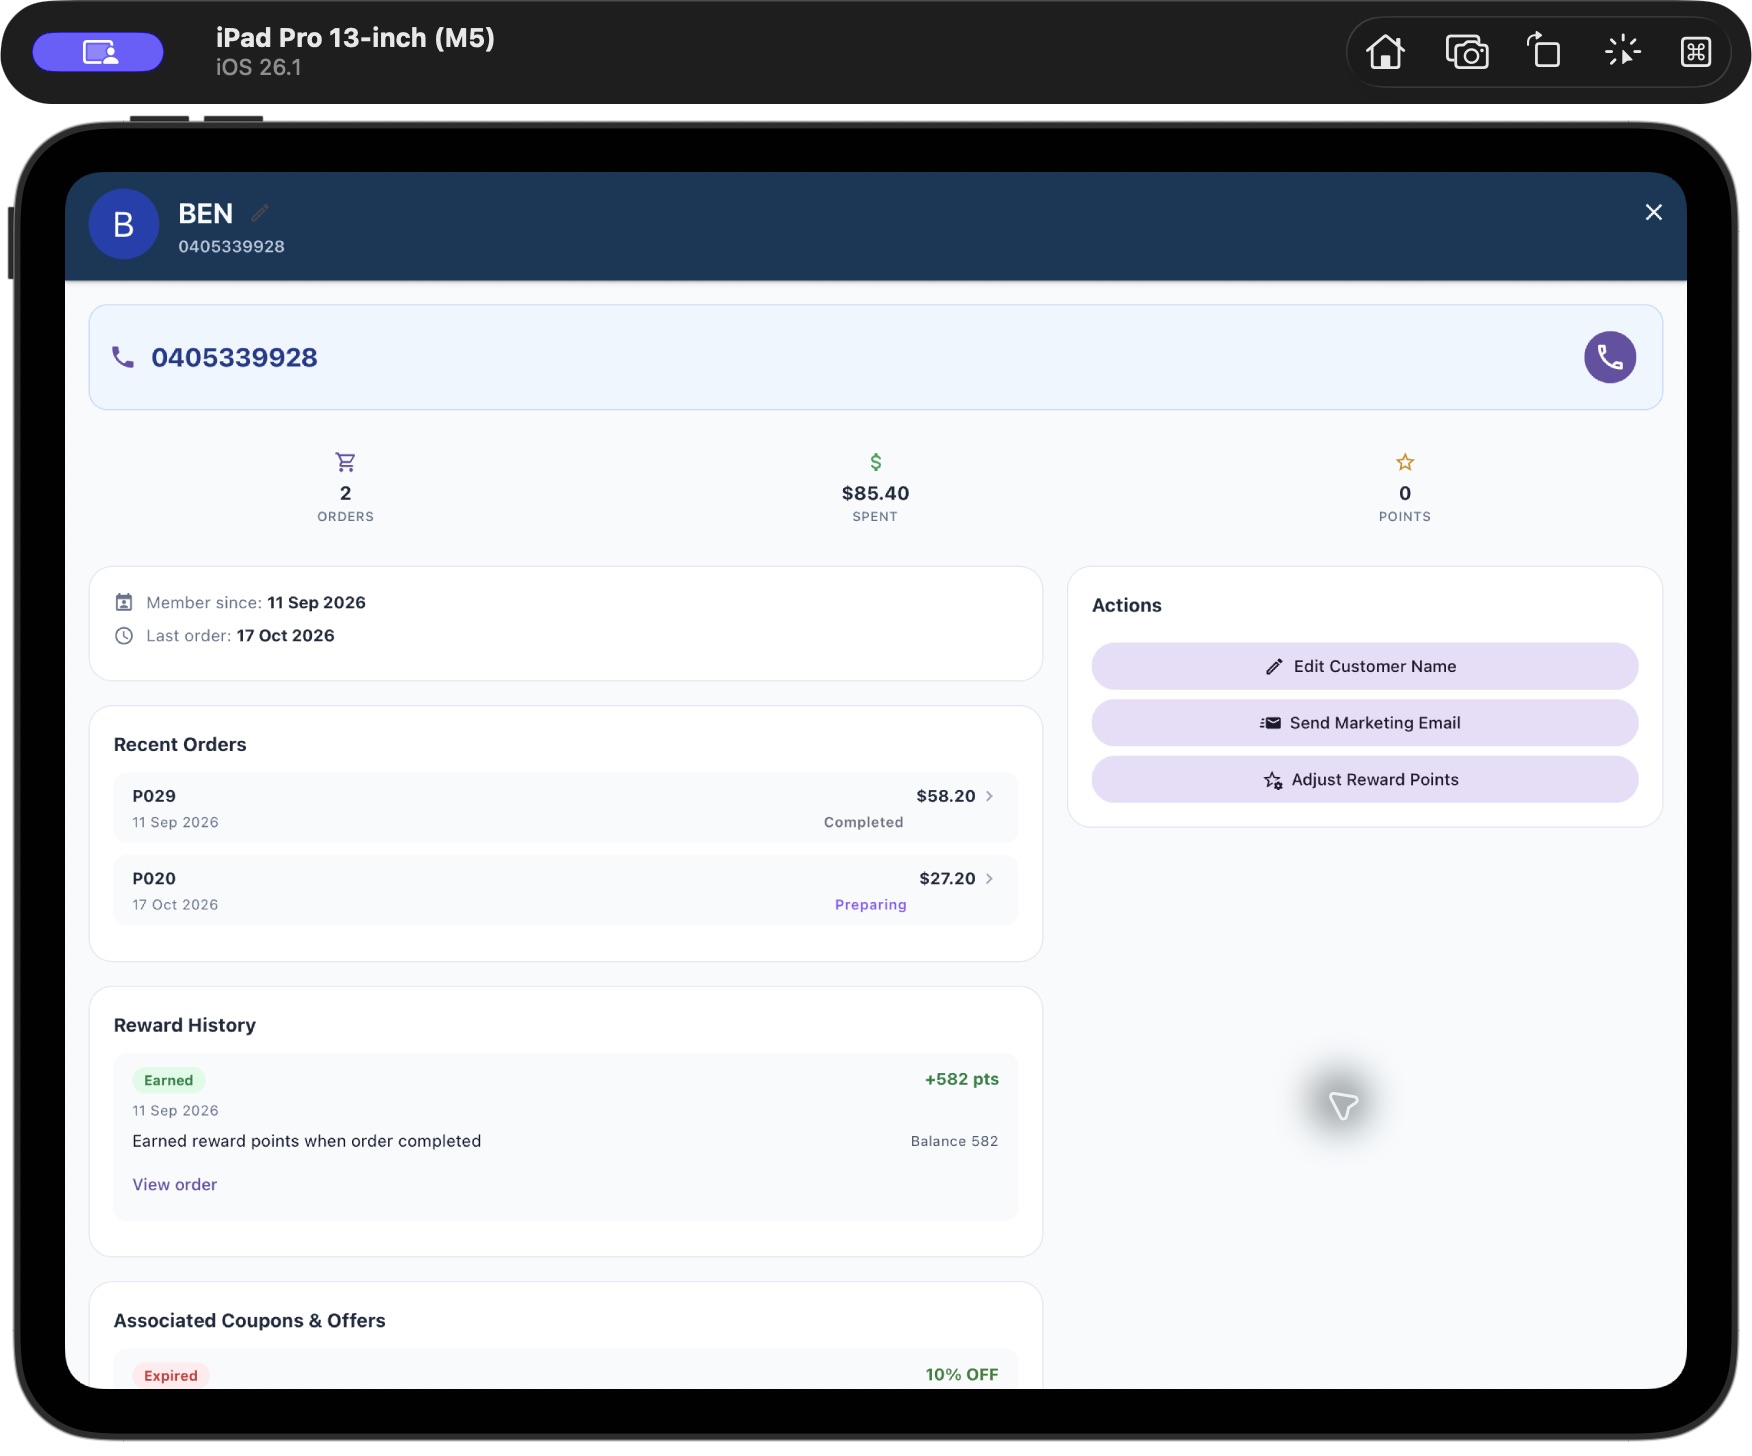 iPad Pro 13-inch (M5)
iOS 26.1
B
BEN
0405339928
0405339928
2
ORDERS
$85.40
SPENT
0
POINTS
Member since: 11 Sep 2026
Last order: 17 Oct 2026
Recent Orders
P029
$58.20
11 Sep 2026
Completed
P020
$27.20
17 Oct 2026
Preparing
Reward History
Earned
+582 pts
11 Sep 2026
Earned reward points when order completed
Balance 582
View order
Associated Coupons & Offers
Expired
10% OFF
Actions
Edit Customer Name
Send Marketing Email
Adjust Reward Points